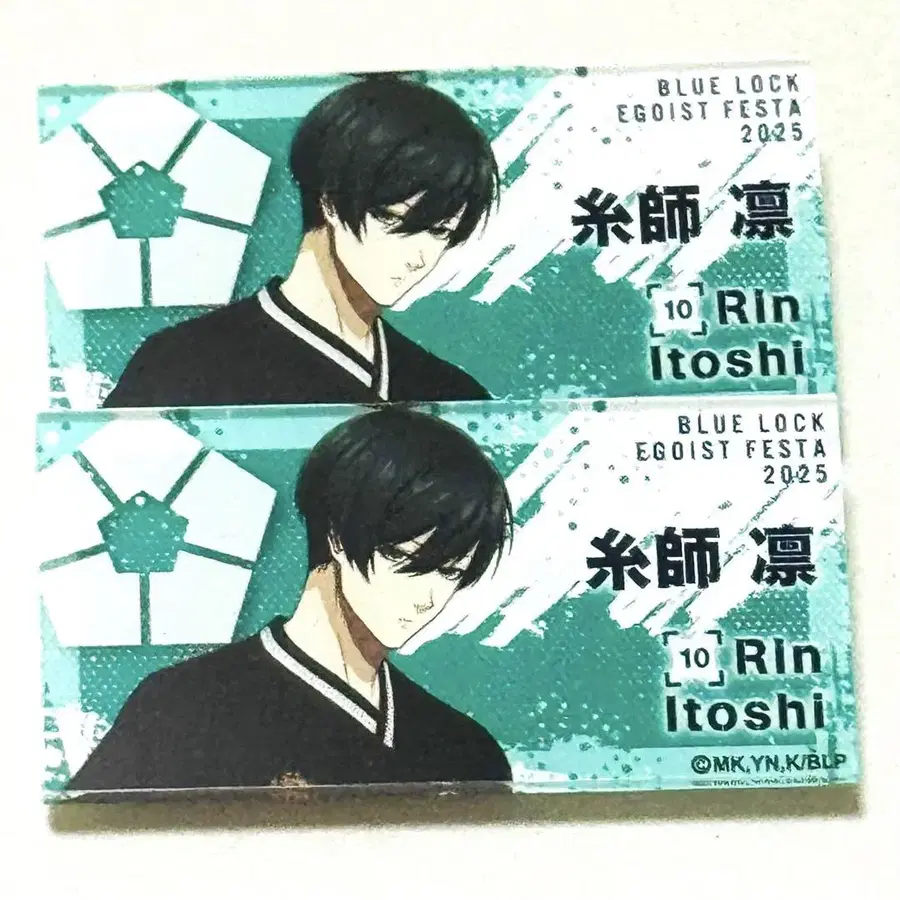 BLUE LOCK
EGOIST FESTA
2025
糸師 凛
10 RIn
Itoshi
BLUE LOCK
EGOIST FESTA
2025
糸師 凛
10 RIn
Itoshi
©MK,YN,K/BLP